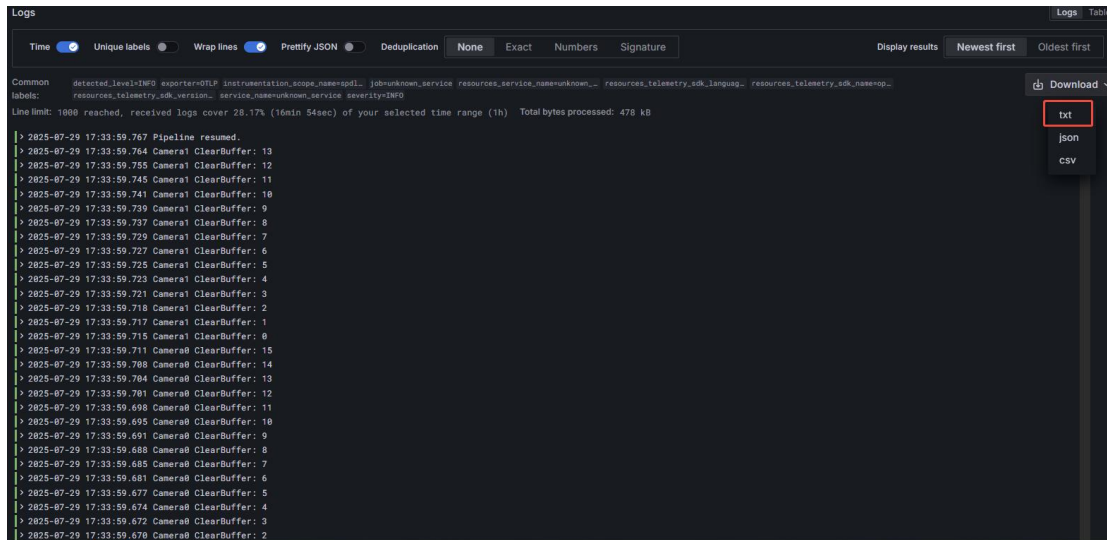 Logs
Logs Table
Time Unique labels Wrap lines Prettify JSON Deduplication None Exact Numbers Signature Display results Newest first Oldest first
Common labels: detected_level=INFO exporter=OTLP instrumentation_scope_name=spdl… job=unknown_service resources_service_name=unknown_… resources_telemetry_sdk_languag… resources_telemetry_sdk_name=op…
resources_telemetry_sdk_version… service_name=unknown_service severity=INFO
Download
Line limit: 1000 reached, received logs cover 28.17% (16min 54sec) of your selected time range (1h) Total bytes processed: 478 kB
txt
json
csv
> 2025-07-29 17:33:59.767 Pipeline resumed.
> 2025-07-29 17:33:59.764 Camera1 ClearBuffer: 13
> 2025-07-29 17:33:59.755 Camera1 ClearBuffer: 12
> 2025-07-29 17:33:59.745 Camera1 ClearBuffer: 11
> 2025-07-29 17:33:59.741 Camera1 ClearBuffer: 10
> 2025-07-29 17:33:59.739 Camera1 ClearBuffer: 9
> 2025-07-29 17:33:59.737 Camera1 ClearBuffer: 8
> 2025-07-29 17:33:59.729 Camera1 ClearBuffer: 7
> 2025-07-29 17:33:59.727 Camera1 ClearBuffer: 6
> 2025-07-29 17:33:59.725 Camera1 ClearBuffer: 5
> 2025-07-29 17:33:59.723 Camera1 ClearBuffer: 4
> 2025-07-29 17:33:59.721 Camera1 ClearBuffer: 3
> 2025-07-29 17:33:59.718 Camera1 ClearBuffer: 2
> 2025-07-29 17:33:59.717 Camera1 ClearBuffer: 1
> 2025-07-29 17:33:59.715 Camera1 ClearBuffer: 0
> 2025-07-29 17:33:59.711 Camera0 ClearBuffer: 15
> 2025-07-29 17:33:59.708 Camera0 ClearBuffer: 14
> 2025-07-29 17:33:59.704 Camera0 ClearBuffer: 13
> 2025-07-29 17:33:59.701 Camera0 ClearBuffer: 12
> 2025-07-29 17:33:59.698 Camera0 ClearBuffer: 11
> 2025-07-29 17:33:59.695 Camera0 ClearBuffer: 10
> 2025-07-29 17:33:59.691 Camera0 ClearBuffer: 9
> 2025-07-29 17:33:59.688 Camera0 ClearBuffer: 8
> 2025-07-29 17:33:59.685 Camera0 ClearBuffer: 7
> 2025-07-29 17:33:59.681 Camera0 ClearBuffer: 6
> 2025-07-29 17:33:59.677 Camera0 ClearBuffer: 5
> 2025-07-29 17:33:59.674 Camera0 ClearBuffer: 4
> 2025-07-29 17:33:59.672 Camera0 ClearBuffer: 3
> 2025-07-29 17:33:59.670 Camera0 ClearBuffer: 2